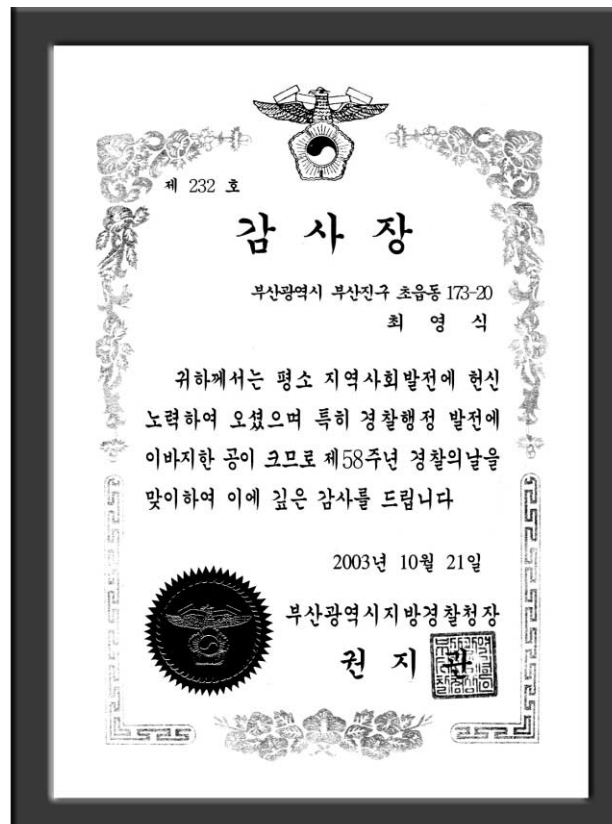 제 232 호
감 사 장
부산광역시 부산진구 초읍동 173-20
최 영 식
귀하께서는 평소 지역사회발전에 헌신
노력하여 오셨으며 특히 경찰행정 발전에
이바지한 공이 크므로 제58주년 경찰의날을
맞이하여 이에 깊은 감사를 드립니다
2003년 10월 21일
부산광역시지방경찰청장
권 지 관